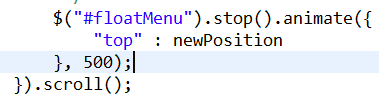 $("#floatMenu").stop().animate({
"top" : newPosition
}, 500);
}).scroll();